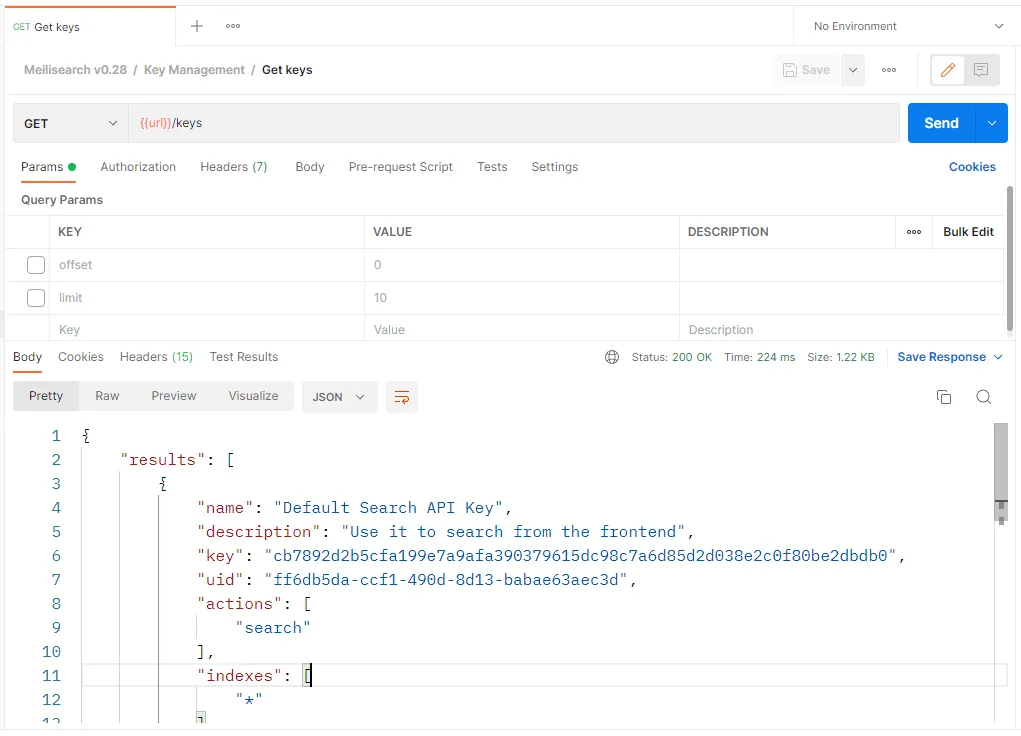 GET Get keys
No Environment
Meilisearch v0.28 / Key Management / Get keys
Save
GET {{url}}/keys Send
Params Authorization Headers (7) Body Pre-request Script Tests Settings Cookies
Query Params
KEY VALUE DESCRIPTION Bulk Edit
offset 0
limit 10
Key Value Description
Body Cookies Headers (15) Test Results Status: 200 OK Time: 224 ms Size: 1.22 KB Save Response
Pretty Raw Preview Visualize JSON
1 {
2 "results": [
3 {
4 "name": "Default Search API Key",
5 "description": "Use it to search from the frontend",
6 "key": "cb7892d2b5cfa199e7a9afa390379615dc98c7a6d85d2d038e2c0f80be2dbdb0",
7 "uid": "ff6db5da-ccf1-490d-8d13-babae63aec3d",
8 "actions": [
9 "search"
10 ],
11 "indexes": [
12 "*"
13 ]